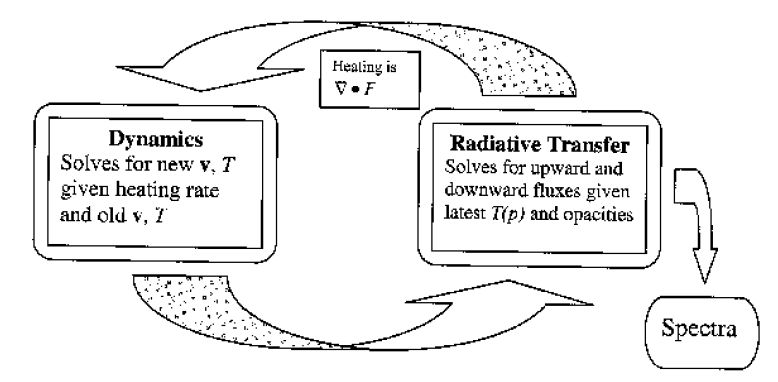 Heating is
∇ • F
Dynamics
Solves for new v, T
given heating rate
and old v, T
Radiative Transfer
Solves for upward and
downward fluxes given
latest T(p) and opacities
Spectra